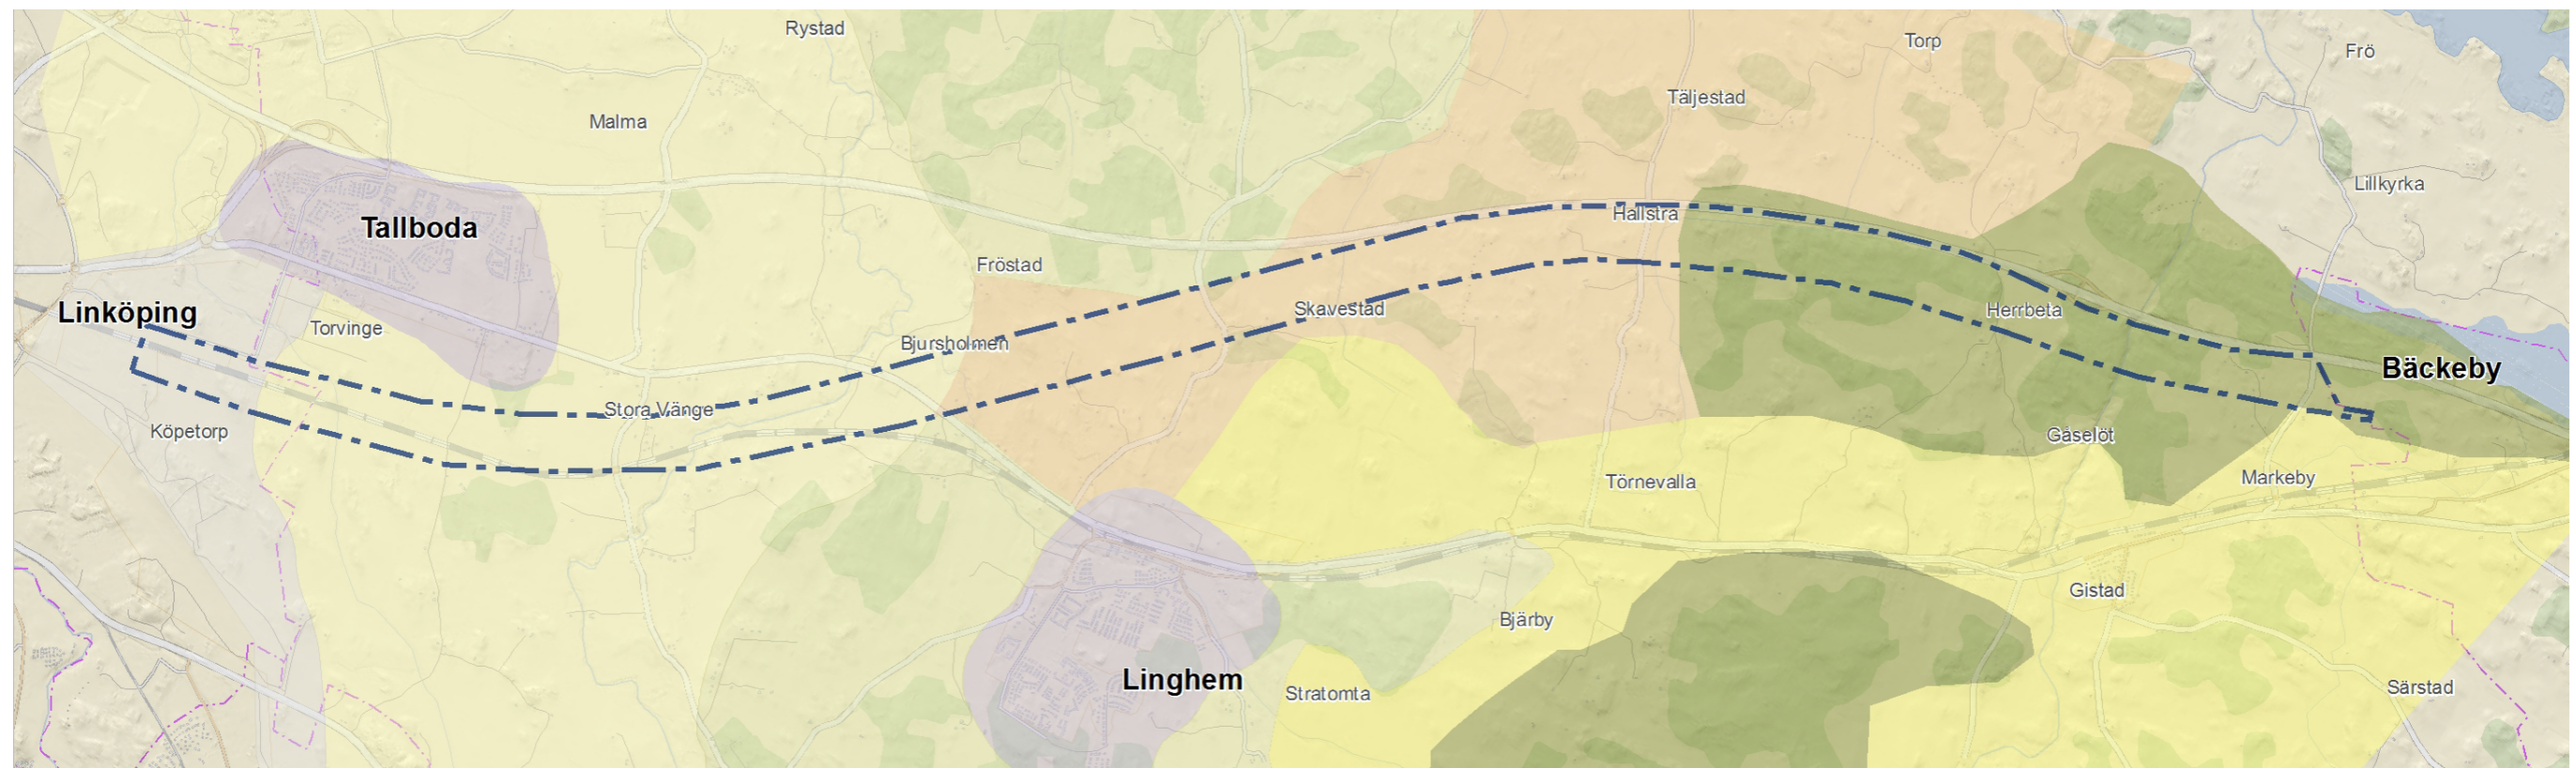 Rystad
Torp
Frö
Täljestad
Malma
Lillkyrka
Hallstra
Tallboda
Fröstad
Skavestad
Herrbeta
Linköping
Torvinge
Bjursholmen
Bäckeby
Stora Vänge
Köpetorp
Gåselöt
Markeby
Törnevalla
Gistad
Bjärby
Linghem
Stratomta
Särstad